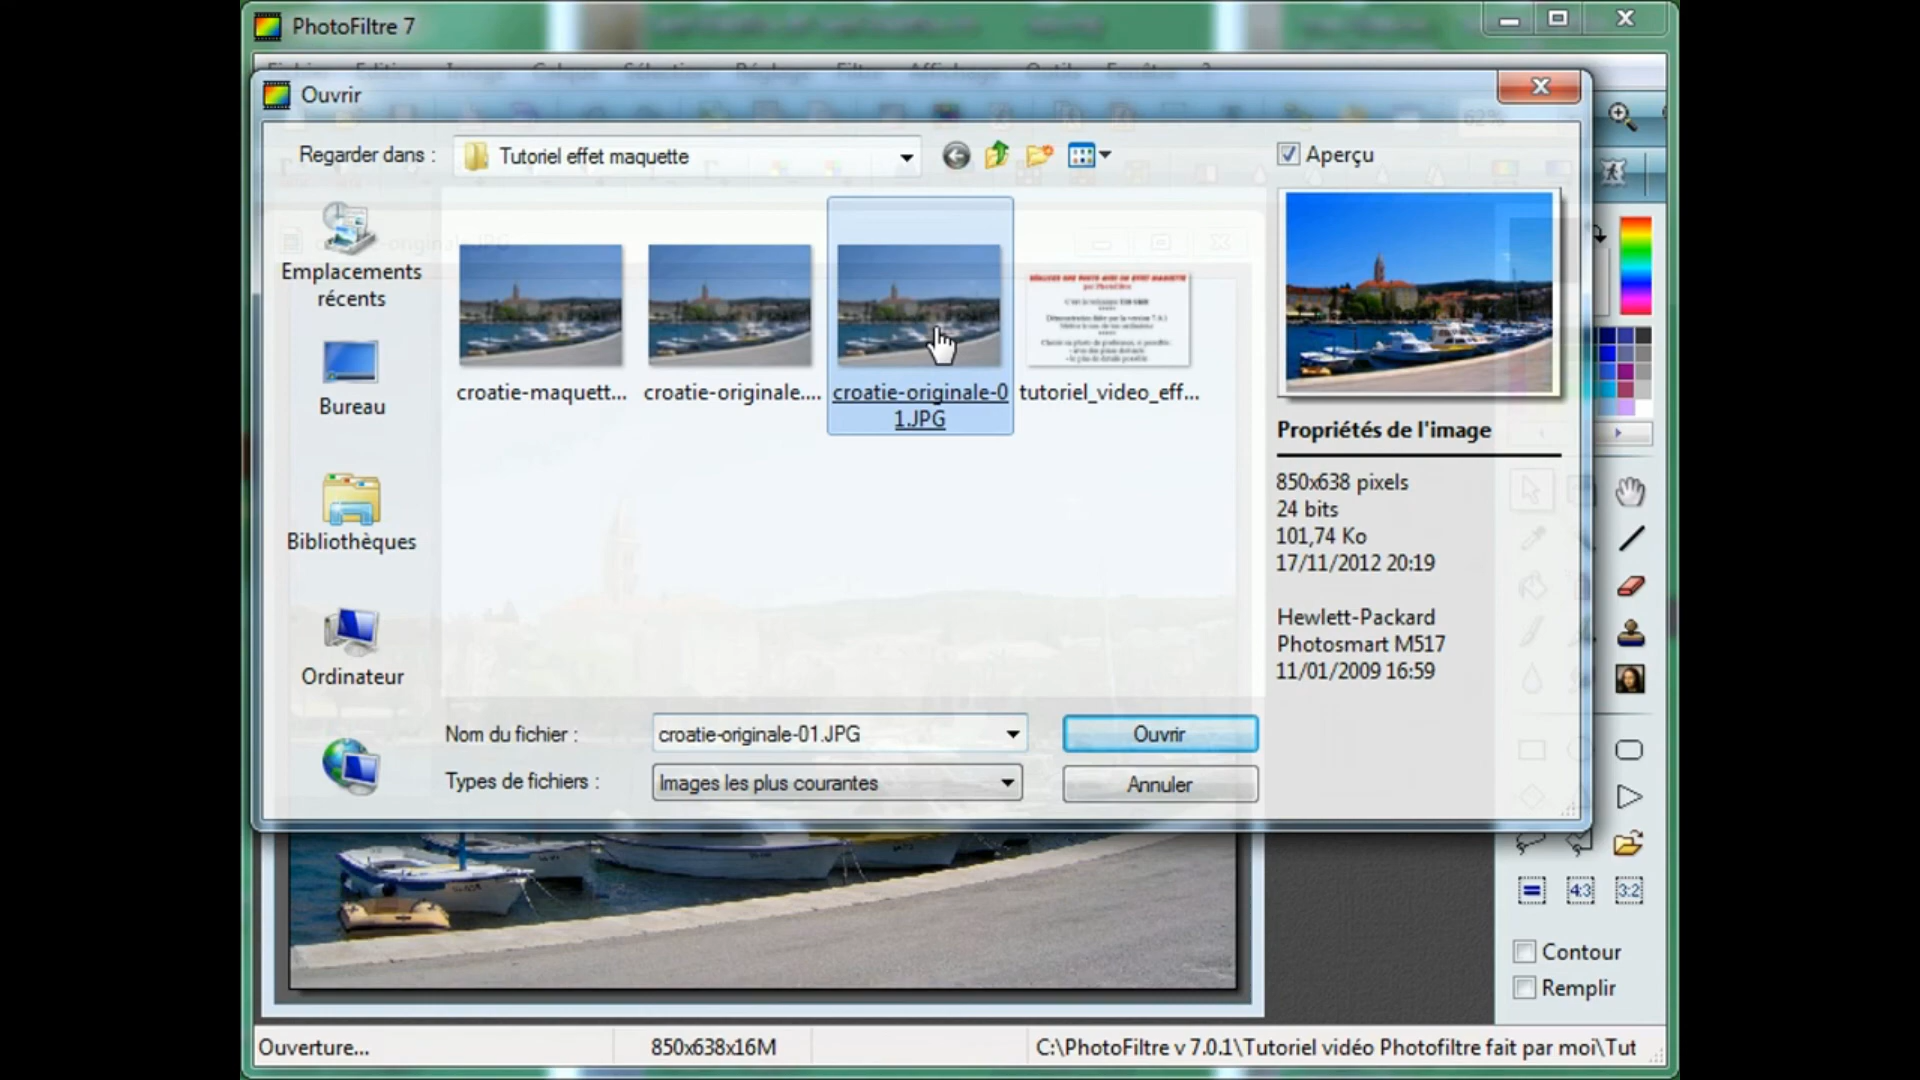 PhotoFiltre 7
Ouvrir
Regarder dans :
Tutoriel effet maquette
Aperçu
Emplacements
récents
Bureau
Bibliothèques
Ordinateur
croatie-maquett...
croatie-originale....
croatie-originale-0
1.JPG
tutoriel_video_eff...
Propriétés de l'image
850x638 pixels
24 bits
101,74 Ko
17/11/2012 20:19
Hewlett-Packard
Photosmart M517
11/01/2009 16:59
Nom du fichier :
croatie-originale-01.JPG
Ouvrir
Types de fichiers :
Images les plus courantes
Annuler
4:3
3:2
Contour
Remplir
Ouverture...
850x638x16M
C:\PhotoFiltre v 7.0.1\Tutoriel vidéo Photofiltre fait par moi\Tut